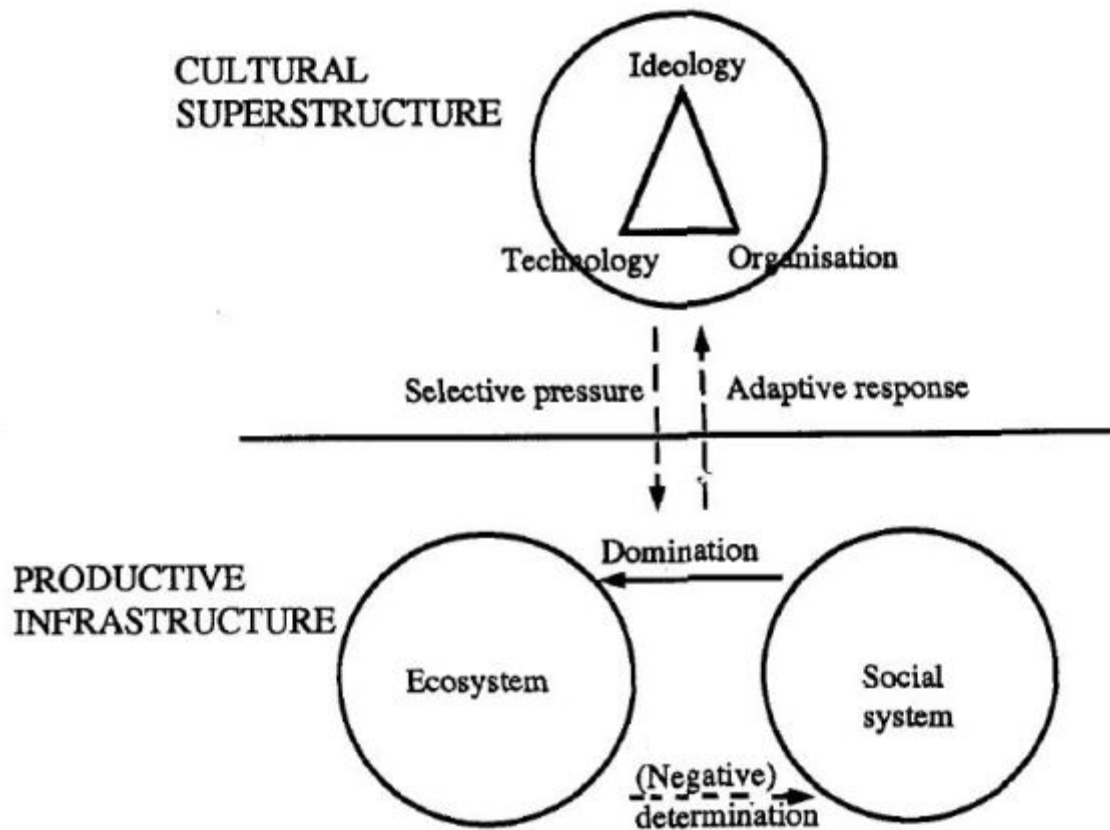 CULTURAL
SUPERSTRUCTURE
Ideology
Technology
Organisation
Selective pressure
Adaptive response
PRODUCTIVE
INFRASTRUCTURE
Domination
Ecosystem
Social
system
(Negative)
determination